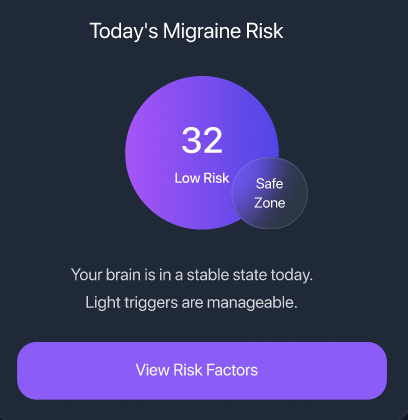 Today's Migraine Risk
32
Low Risk
Safe
Zone
Your brain is in a stable state today.
Light triggers are manageable.
View Risk Factors